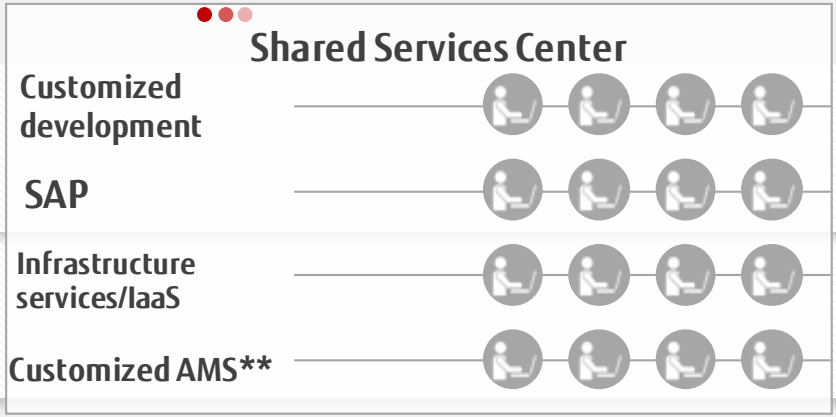 Shared Services Center
Customized
development
SAP
Infrastructure
services/IaaS
Customized AMS**